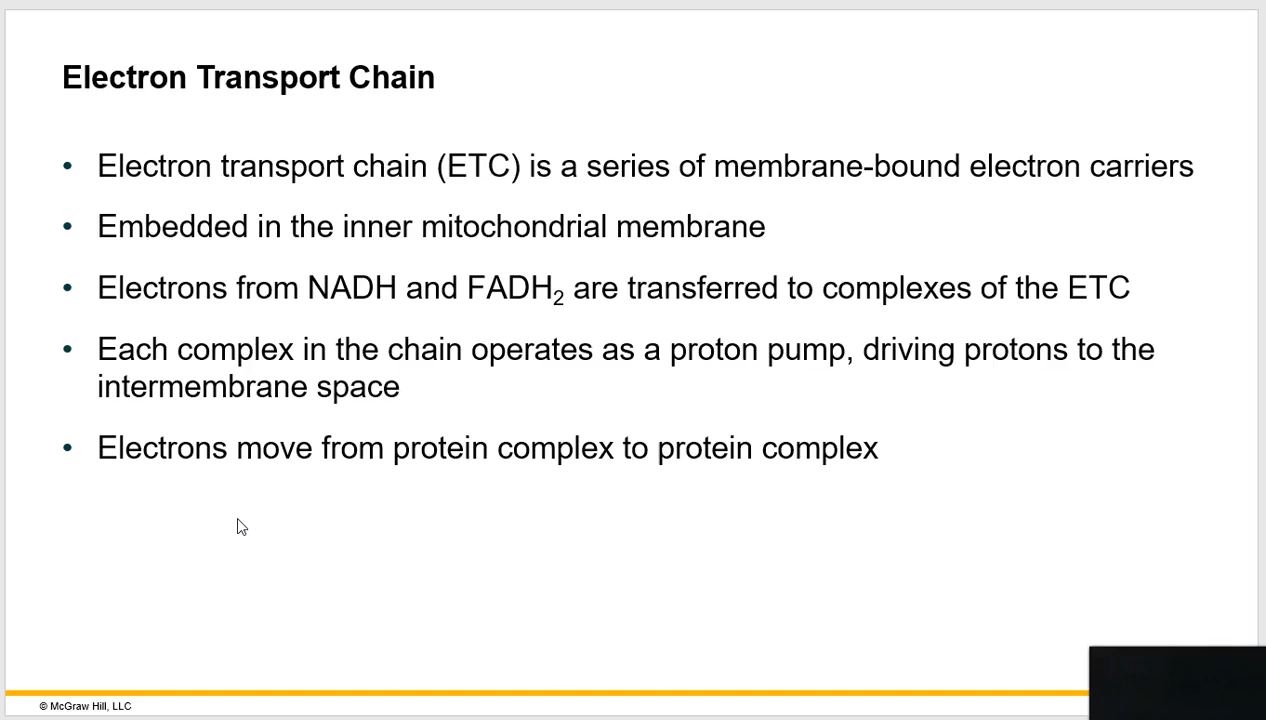 Electron Transport Chain
• Electron transport chain (ETC) is a series of membrane-bound electron carriers
• Embedded in the inner mitochondrial membrane
• Electrons from NADH and FADH₂ are transferred to complexes of the ETC
• Each complex in the chain operates as a proton pump, driving protons to the
intermembrane space
• Electrons move from protein complex to protein complex
© McGraw Hill, LLC